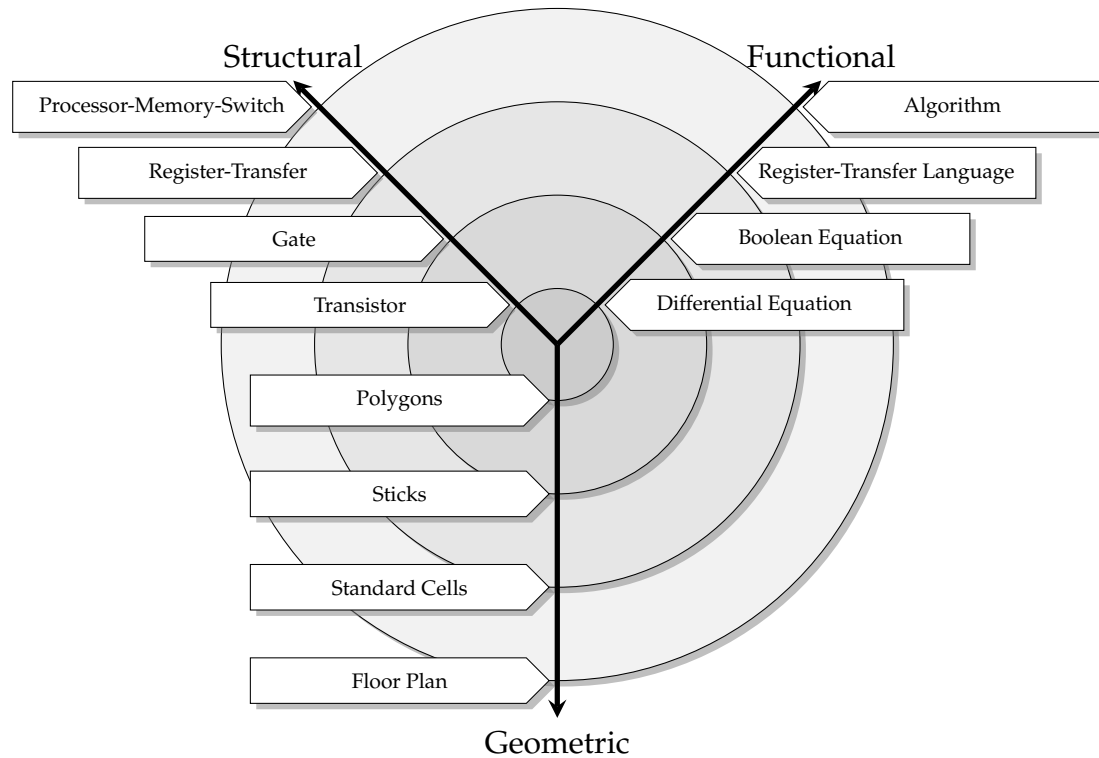 Structural
Functional
Processor-Memory-Switch
Algorithm
Register-Transfer
Register-Transfer Language
Gate
Boolean Equation
Transistor
Differential Equation
Polygons
Sticks
Standard Cells
Floor Plan
Geometric